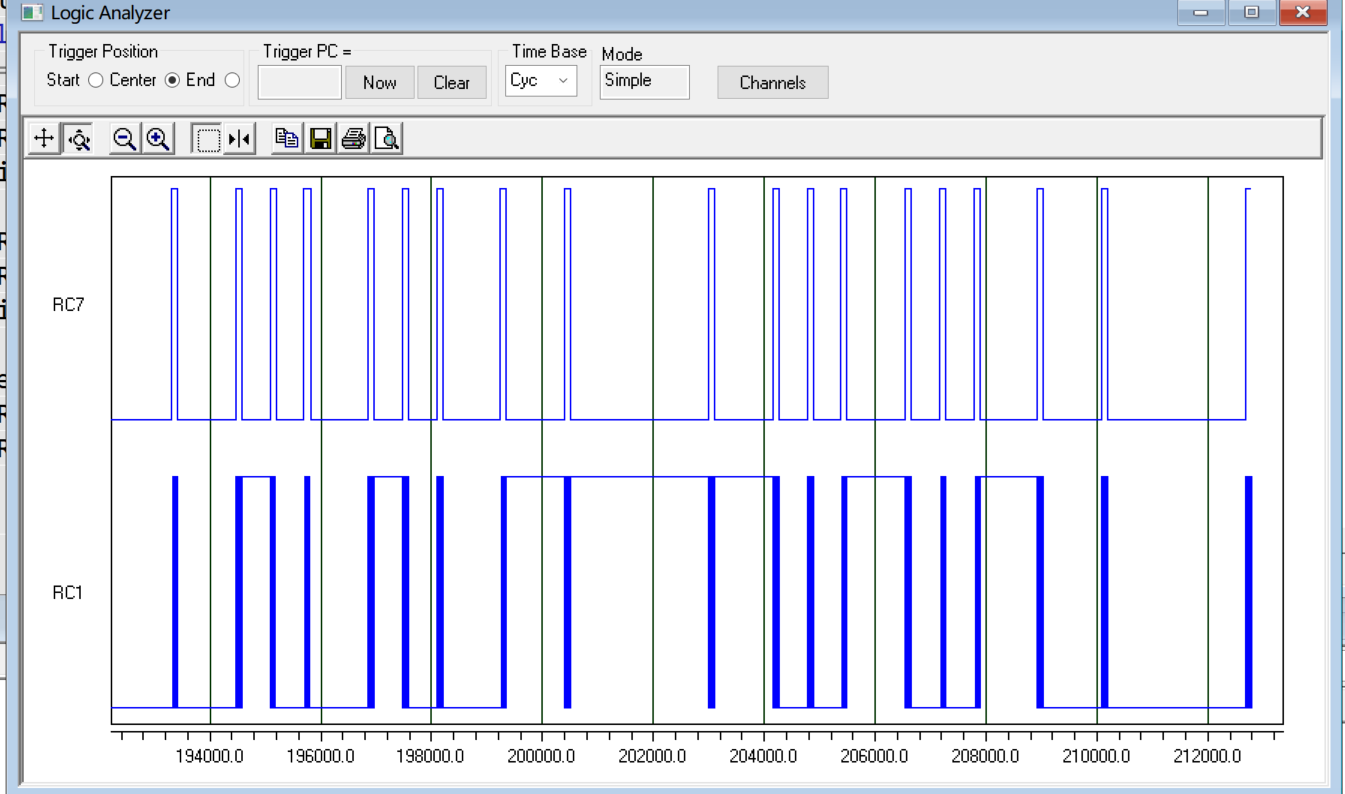 Logic Analyzer
Trigger Position
Trigger PC =
Time Base
Mode
Start Center End
Now
Clear
Cyc
Simple
Channels
RC7
RC1
194000.0 196000.0 198000.0 200000.0 202000.0 204000.0 206000.0 208000.0 210000.0 212000.0